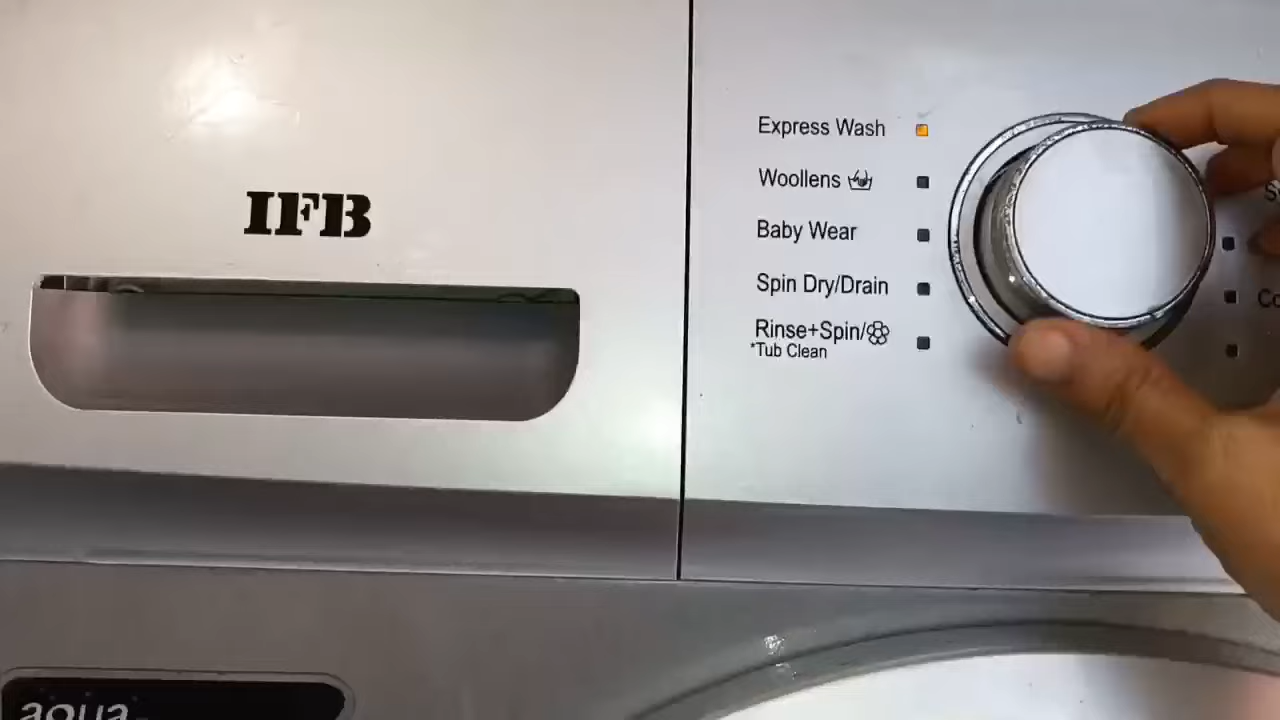 IFB
Express Wash
Woollens
Baby Wear
Spin Dry/Drain
Rinse+Spin/
*Tub Clean
aqua